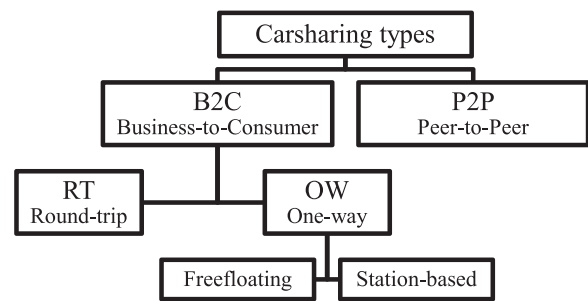 Carsharing types
B2C
Business-to-Consumer
P2P
Peer-to-Peer
RT
Round-trip
OW
One-way
Freefloating
Station-based